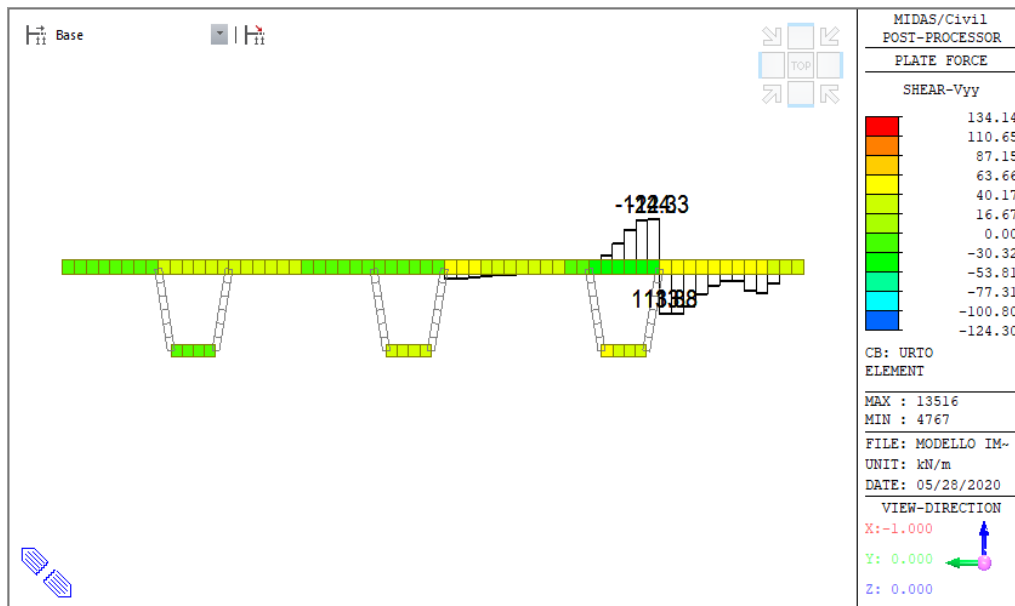 Base
TOP
MIDAS/Civil
POST-PROCESSOR
PLATE FORCE
SHEAR-Vyy
134.14
110.65
87.15
63.66
40.17
16.67
0.00
-30.32
-53.81
-77.31
-100.80
-124.30
CB: URTO
ELEMENT
MAX : 13516
MIN : 4767
FILE: MODELLO IM~
UNIT: kN/m
DATE: 05/28/2020
VIEW-DIRECTION
X:-1.000
Y: 0.000
Z: 0.000